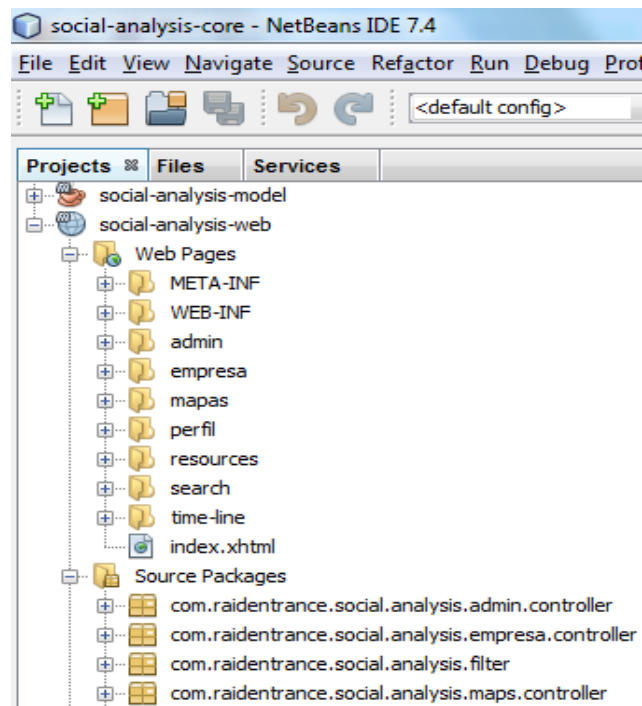 social-analysis-core - NetBeans IDE 7.4
File Edit View Navigate Source Refactor Run Debug
<default config>
Projects Files Services
social-analysis-model
social-analysis-web
Web Pages
META-INF
WEB-INF
admin
empresa
mapas
perfil
resources
search
time-line
index.xhtml
Source Packages
com.raidentrance.social.analysis.admin.controller
com.raidentrance.social.analysis.empresa.controller
com.raidentrance.social.analysis.filter
com.raidentrance.social.analysis.maps.controller